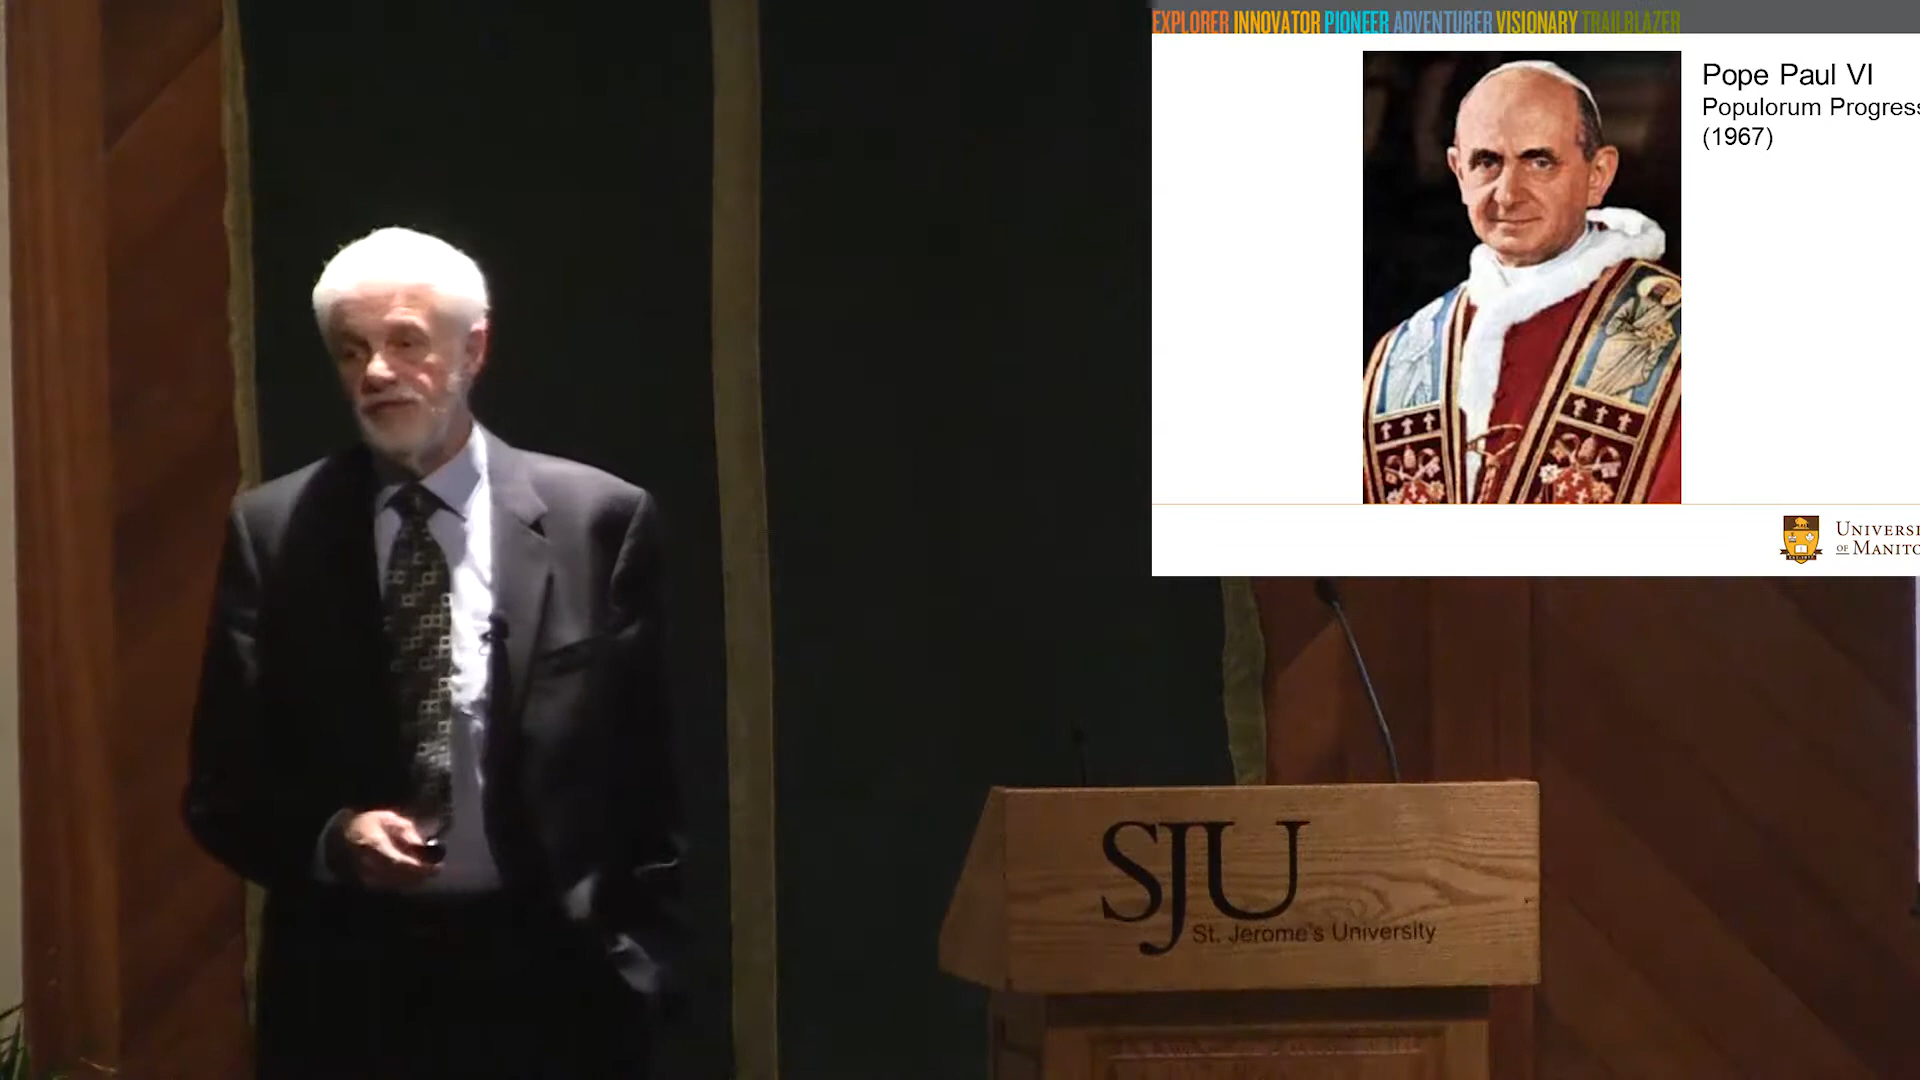 EXPLORER INNOVATOR PIONEER ADVENTURER VISIONARY TRAILBLAZER
Pope Paul VI
Populorum Progress
(1967)
UNIVERSI
OF MANITO
SJU
St. Jerome's University